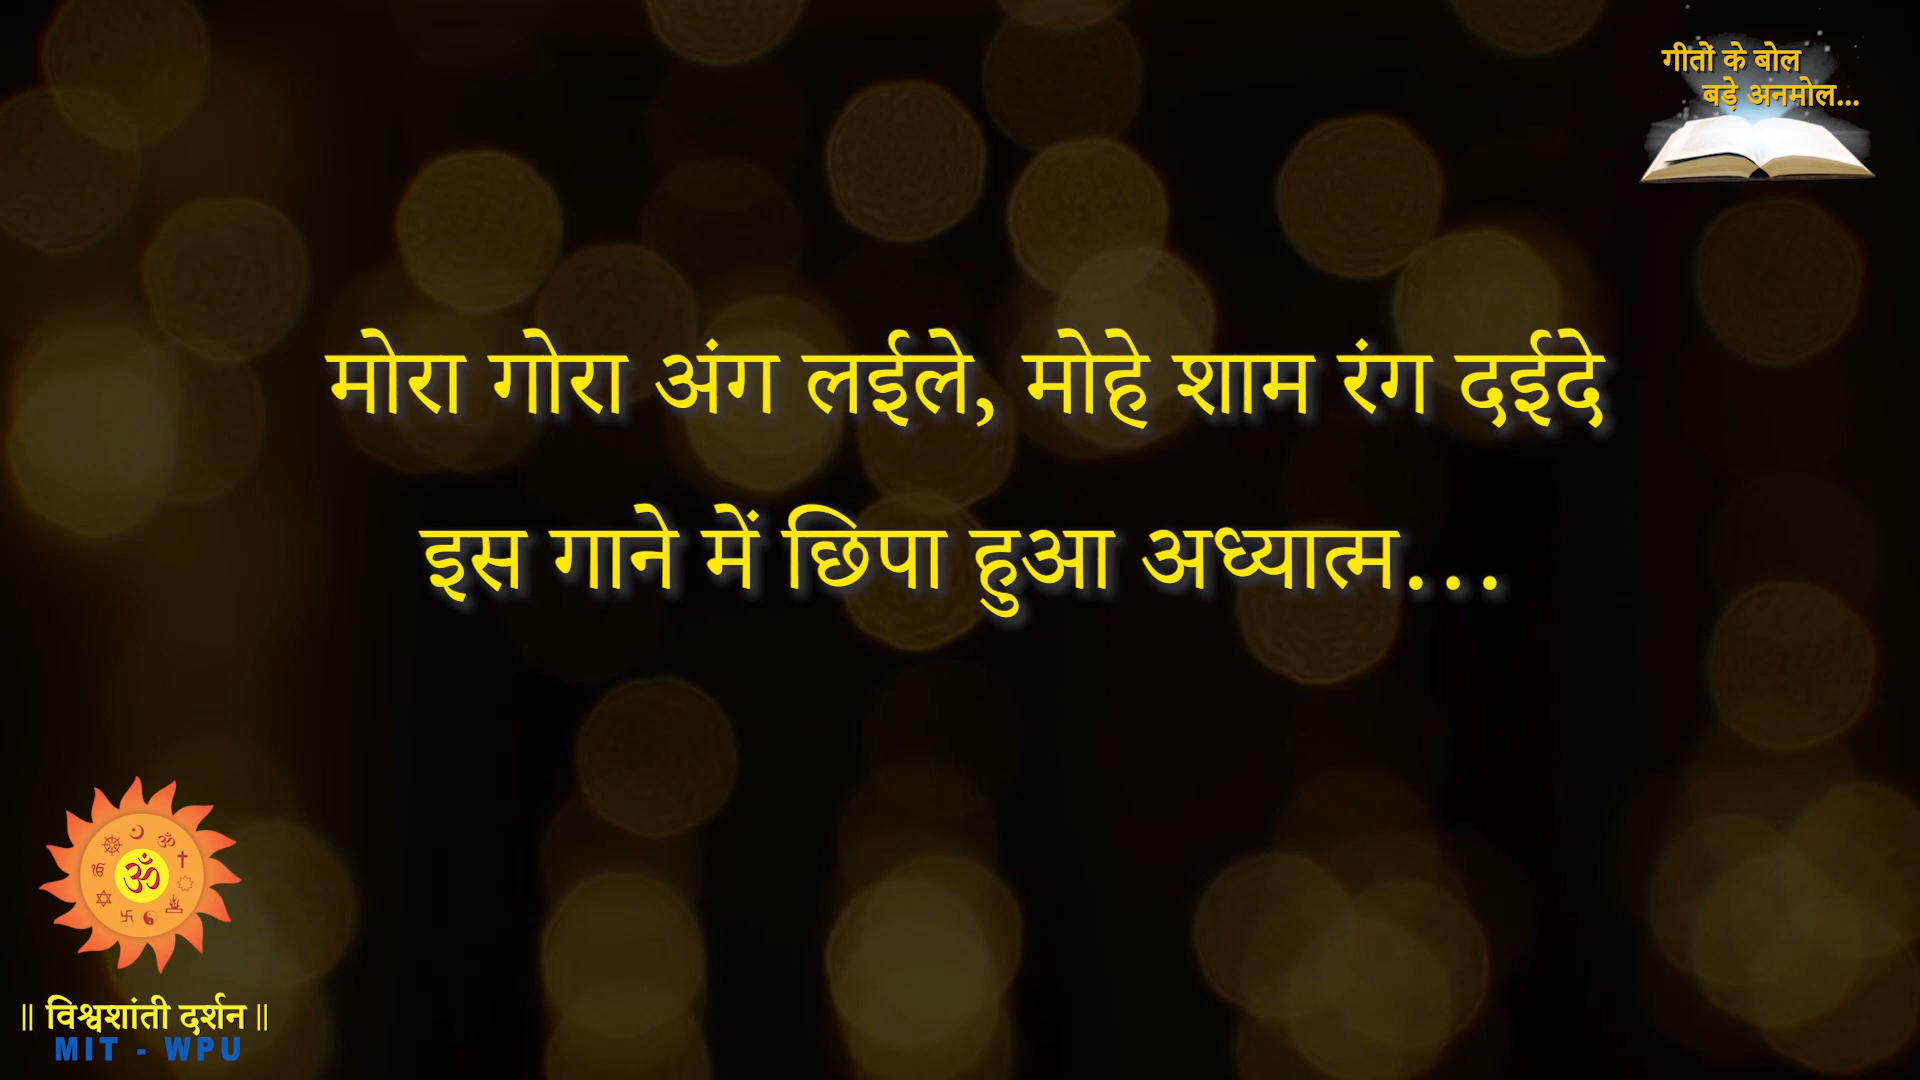 गीतों के बोल
बड़े अनमोल...
मोरा गोरा अंग लईले, मोहे शाम रंग दईदे
इस गाने में छिपा हुआ अध्यात्म...
ॐ
|| विश्वशांती दर्शन ||
MIT - WPU